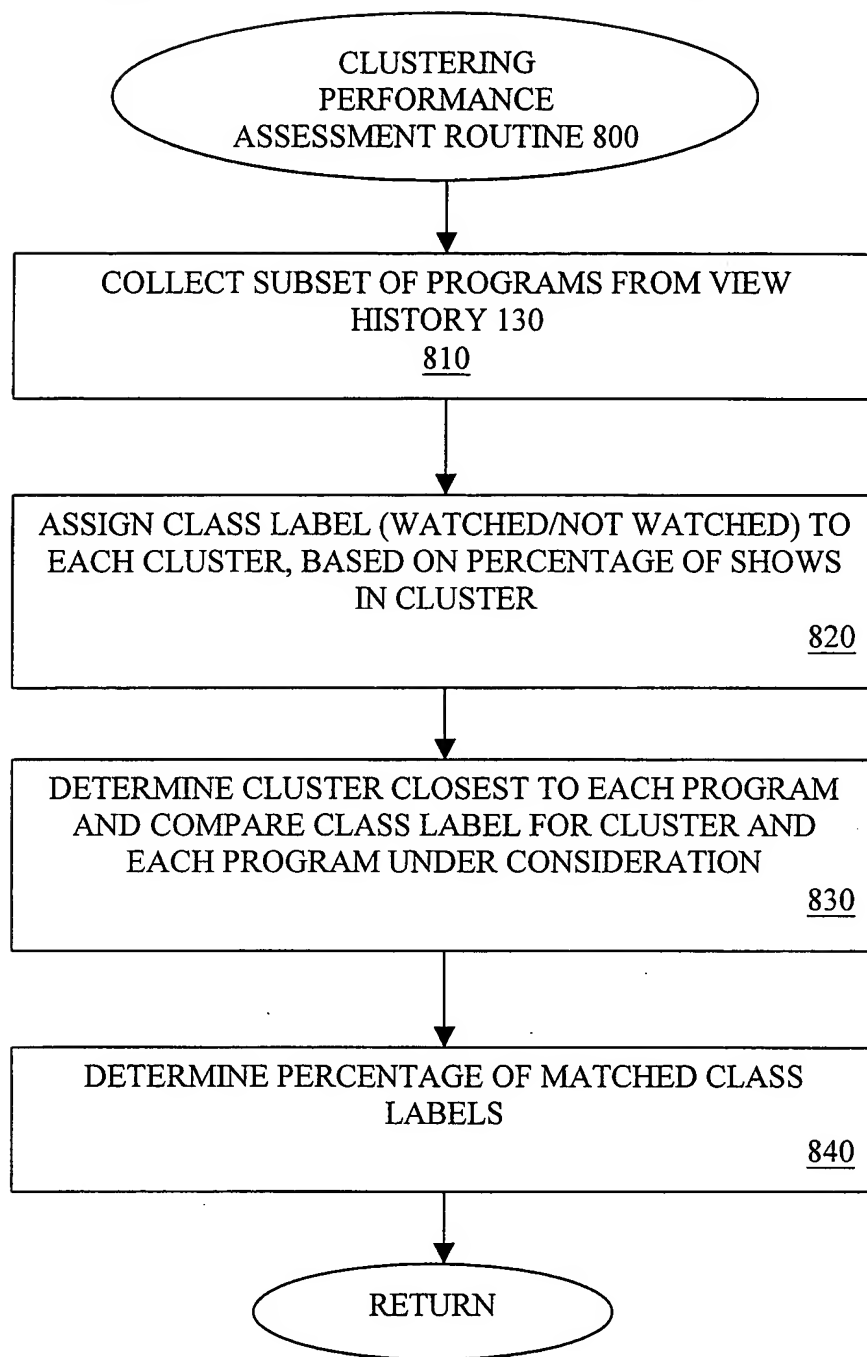 CLUSTERING
PERFORMANCE
ASSESSMENT ROUTINE 800
COLLECT SUBSET OF PROGRAMS FROM VIEW
HISTORY 130
810
ASSIGN CLASS LABEL (WATCHED/NOT WATCHED) TO
EACH CLUSTER, BASED ON PERCENTAGE OF SHOWS
IN CLUSTER
820
DETERMINE CLUSTER CLOSEST TO EACH PROGRAM
AND COMPARE CLASS LABEL FOR CLUSTER AND
EACH PROGRAM UNDER CONSIDERATION
830
DETERMINE PERCENTAGE OF MATCHED CLASS
LABELS
840
RETURN